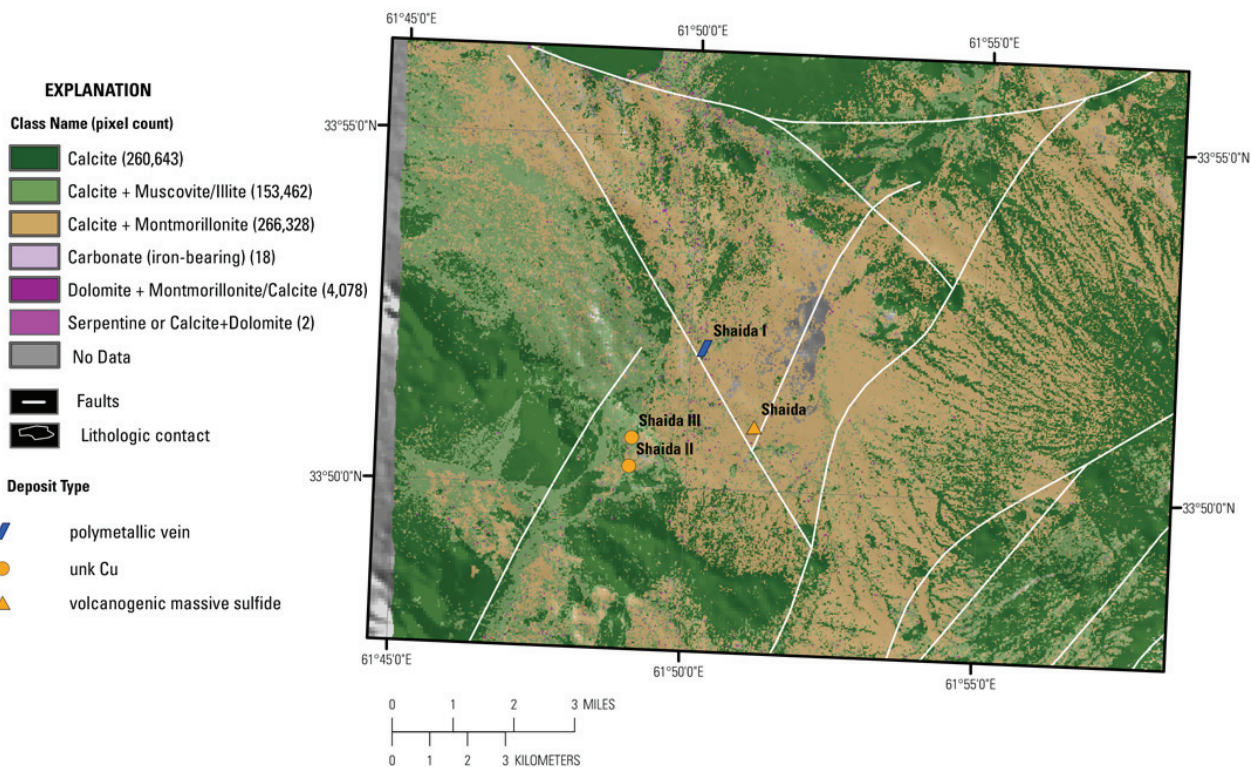 EXPLANATION
Class Name (pixel count)
Calcite (260,643)
Calcite + Muscovite/Illite (153,462)
Calcite + Montmorillonite (266,328)
Carbonate (iron-bearing) (18)
Dolomite + Montmorillonite/Calcite (4,078)
Serpentine or Calcite+Dolomite (2)
No Data
Faults
Lithologic contact
Deposit Type
polymetallic vein
unk Cu
volcanogenic massive sulfide
61°45'0"E
61°50'0"E
61°55'0"E
33°55'0"N
33°55'0"N
Shaida I
Shaida
Shaida III
Shaida II
33°50'0"N
33°50'0"N
61°45'0"E
61°50'0"E
61°55'0"E
0 1 2 3 MILES
0 1 2 3 KILOMETERS